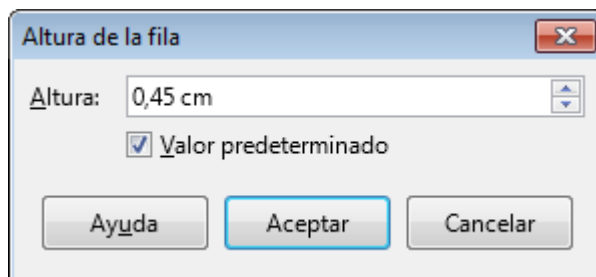 Altura de la fila
Altura: 0,45 cm
Valor predeterminado
Ayuda Aceptar Cancelar